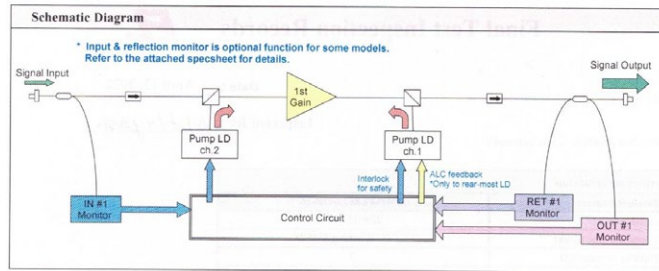 Schematic Diagram
* Input & reflection monitor is optional function for some models.
Refer to the attached specsheet for details.
Signal Input
Signal Output
1st
Gain
Pump LD
ch.2
Pump LD
ch.1
Interlock
for safety
ALC feedback
*Only to rear-most LD
IN #1
Monitor
Control Circuit
RET #1
Monitor
OUT #1
Monitor